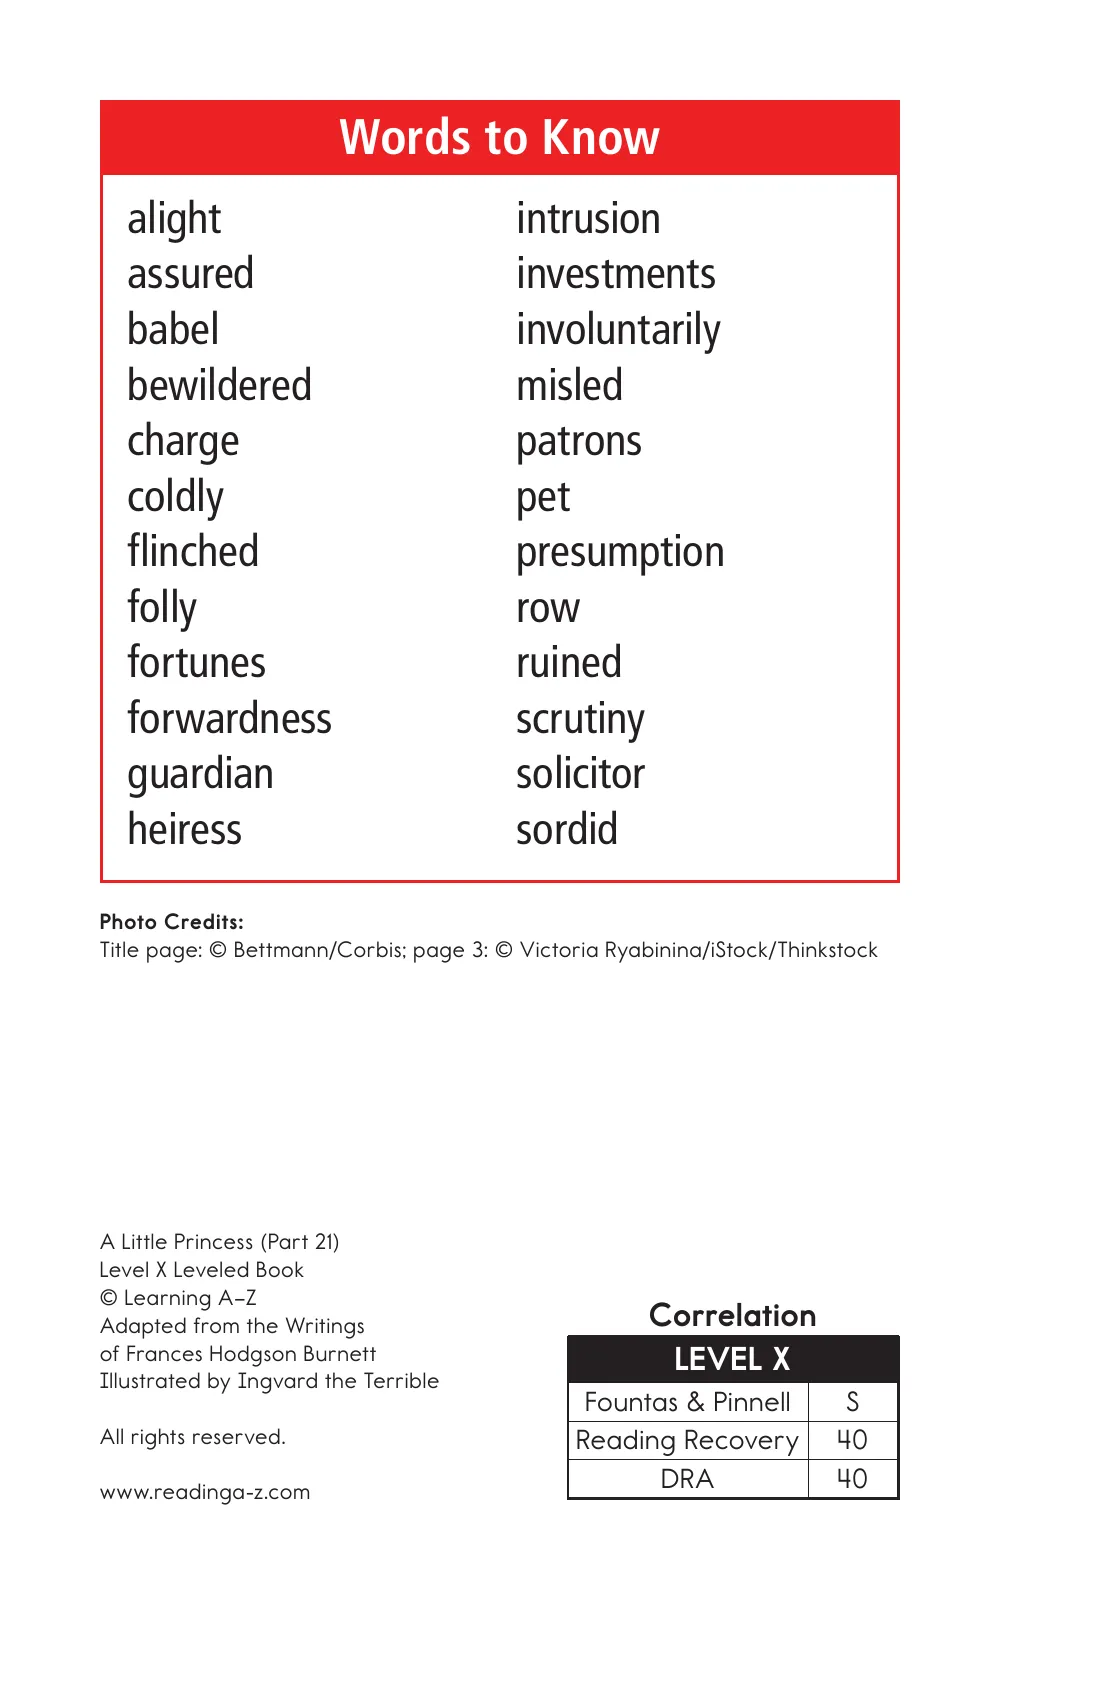 Words to Know
alight
assured
babel
bewildered
charge
coldly
flinched
folly
fortunes
forwardness
guardian
heiress
intrusion
investments
involuntarily
misled
patrons
pet
presumption
row
ruined
scrutiny
solicitor
sordid
Photo Credits:
Title page: © Bettmann/Corbis; page 3: © Victoria Ryabinina/iStock/Thinkstock
A Little Princess (Part 21)
Level X Leveled Book
© Learning A–Z
Adapted from the Writings
of Frances Hodgson Burnett
Illustrated by Ingvard the Terrible
All rights reserved.
www.readinga-z.com
Correlation
LEVEL X
Fountas & Pinnell S
Reading Recovery 40
DRA 40